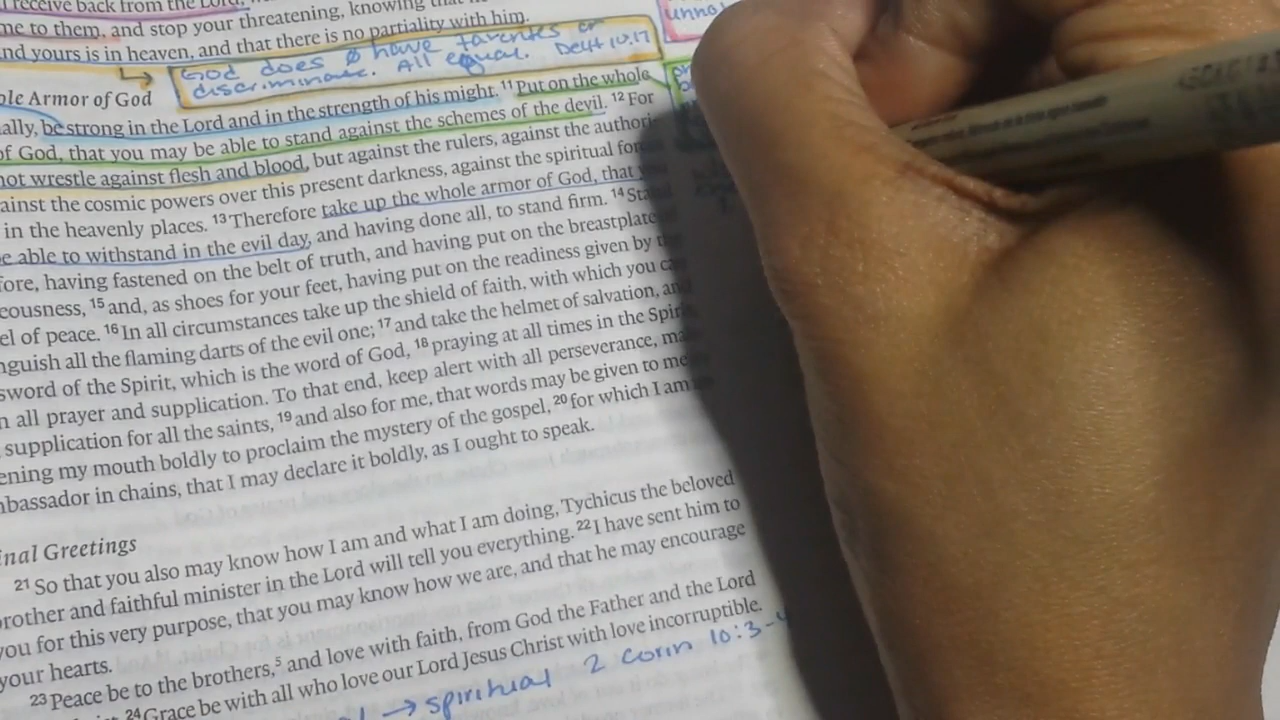 receive back from the Lord,
me to them, and stop your threatening, knowing
nd yours is in heaven, and that there is no partiality with him.
God does ø have favorites or
discriminate. All equal. Deut 10:17
ole Armor of God
ally, be strong in the Lord and in the strength of his might. 11 Put on the whole
of God, that you may be able to stand against the schemes of the devil. 12 For
not wrestle against flesh and blood, but against the rulers, against the authori
ainst the cosmic powers over this present darkness, against the spiritual for
in the heavenly places. 13 Therefore take up the whole armor of God, that
e able to withstand in the evil day, and having done all, to stand firm. 14 Sta
fore, having fastened on the belt of truth, and having put on the breastplate
eousness, 15 and, as shoes for your feet, having put on the readiness given by
el of peace. 16 In all circumstances take up the shield of faith, with which you ca
nguish all the flaming darts of the evil one; 17 and take the helmet of salvation, an
sword of the Spirit, which is the word of God, 18 praying at all times in the Spiri
n all prayer and supplication. To that end, keep alert with all perseverance, ma
supplication for all the saints, 19 and also for me, that words may be given to me
ening my mouth boldly to proclaim the mystery of the gospel, 20 for which I am
mbassador in chains, that I may declare it boldly, as I ought to speak.
inal Greetings
21 So that you also may know how I am and what I am doing, Tychicus the beloved
brother and faithful minister in the Lord will tell you everything. 22 I have sent him to
you for this very purpose, that you may know how we are, and that he may encourage
your hearts.
23 Peace be to the brothers,5 and love with faith, from God the Father and the Lord
24 Grace be with all who love our Lord Jesus Christ with love incorruptible.
→ spiritual 2 Corin 10:3-4